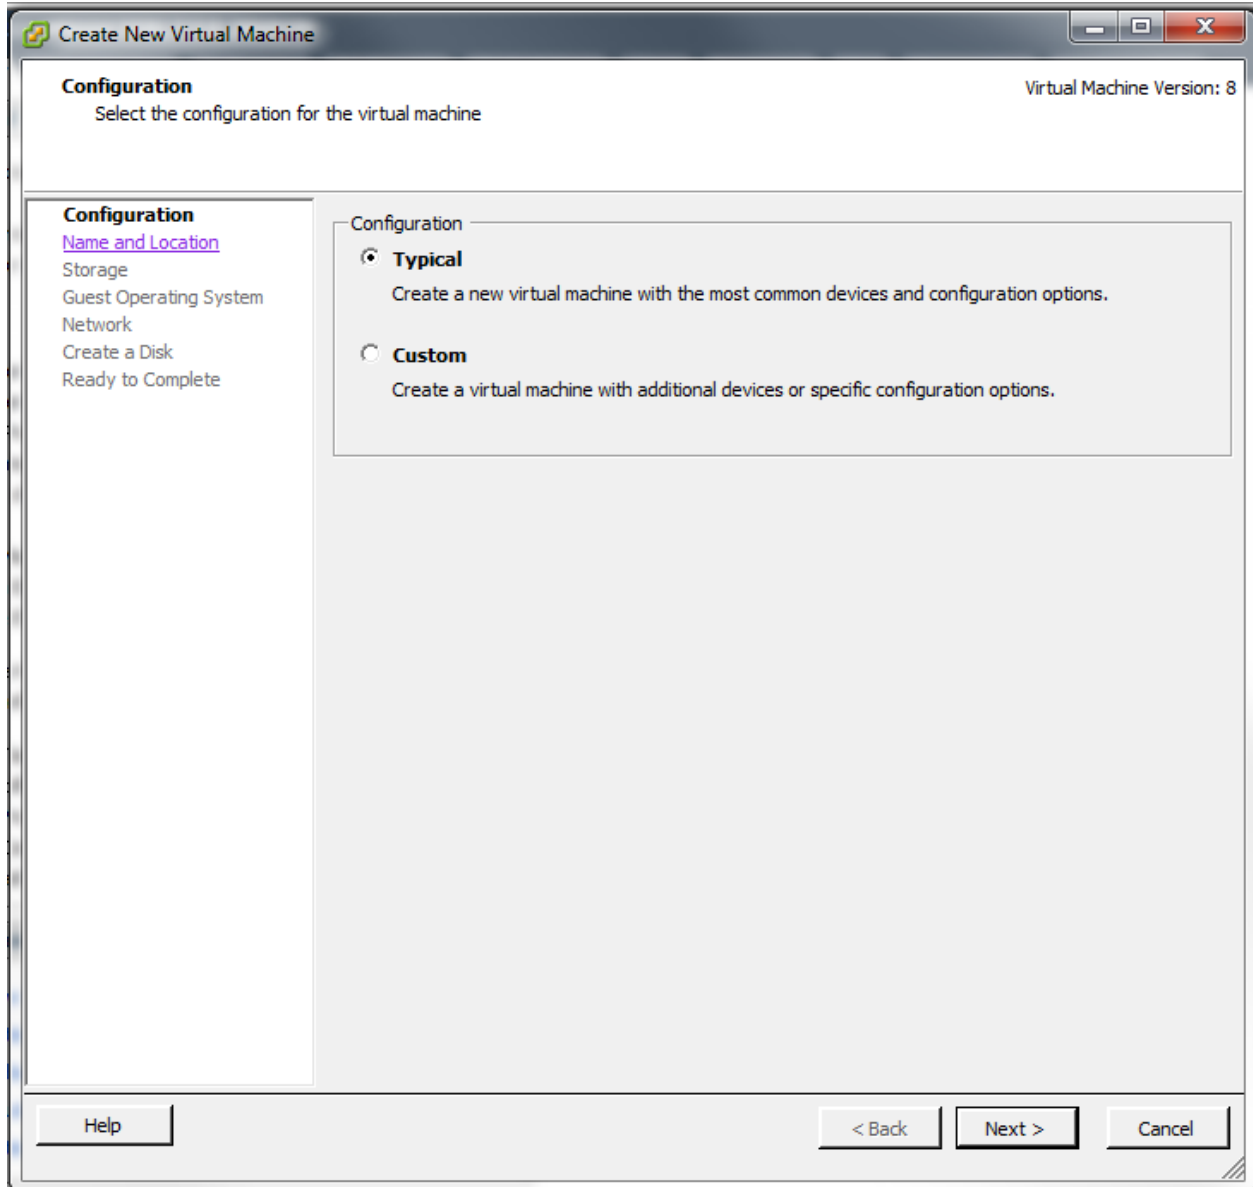 Create New Virtual Machine
Configuration
Virtual Machine Version: 8
Select the configuration for the virtual machine
Configuration
Name and Location
Storage
Guest Operating System
Network
Create a Disk
Ready to Complete
Configuration
Typical
Create a new virtual machine with the most common devices and configuration options.
Custom
Create a virtual machine with additional devices or specific configuration options.
Help
< Back
Next >
Cancel